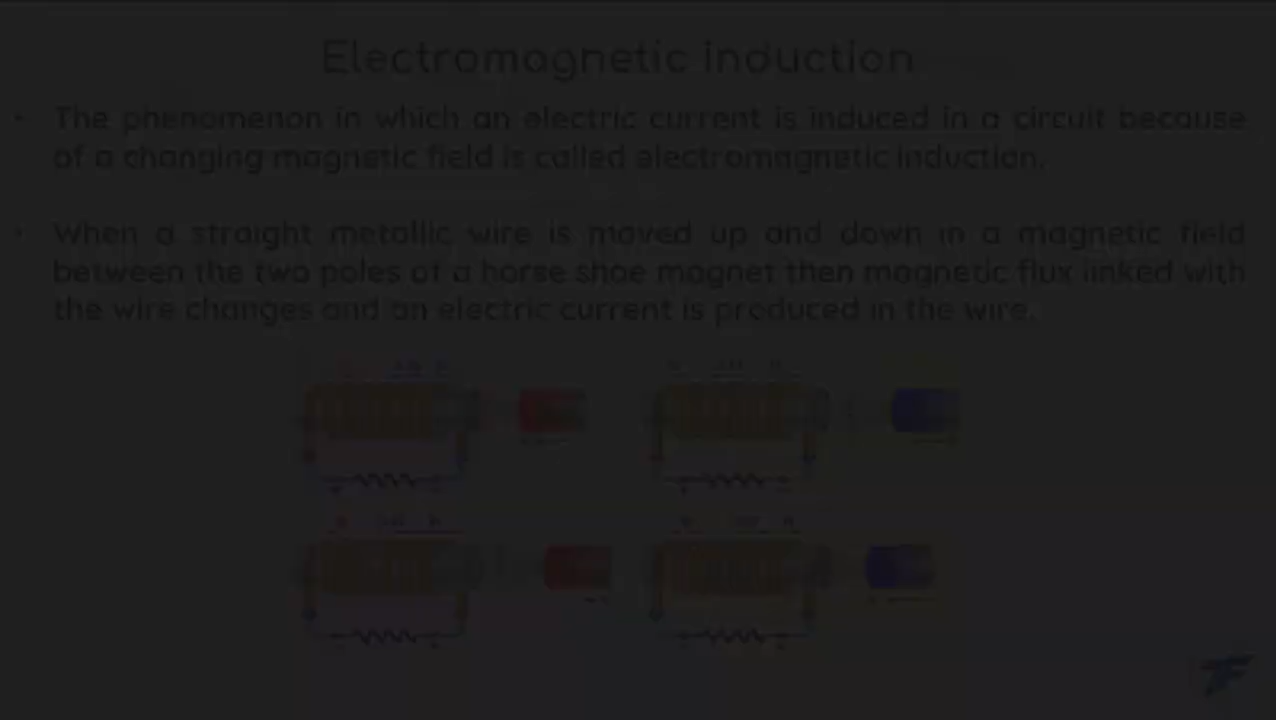 Electromagnetic Induction
• The phenomenon in which an electric current is induced in a circuit because
of a changing magnetic field is called electromagnetic induction.
• When a straight metallic wire is moved up and down in a magnetic field
between the two poles of a horse shoe magnet then magnetic flux linked with
the wire changes and an electric current is produced in the wire.